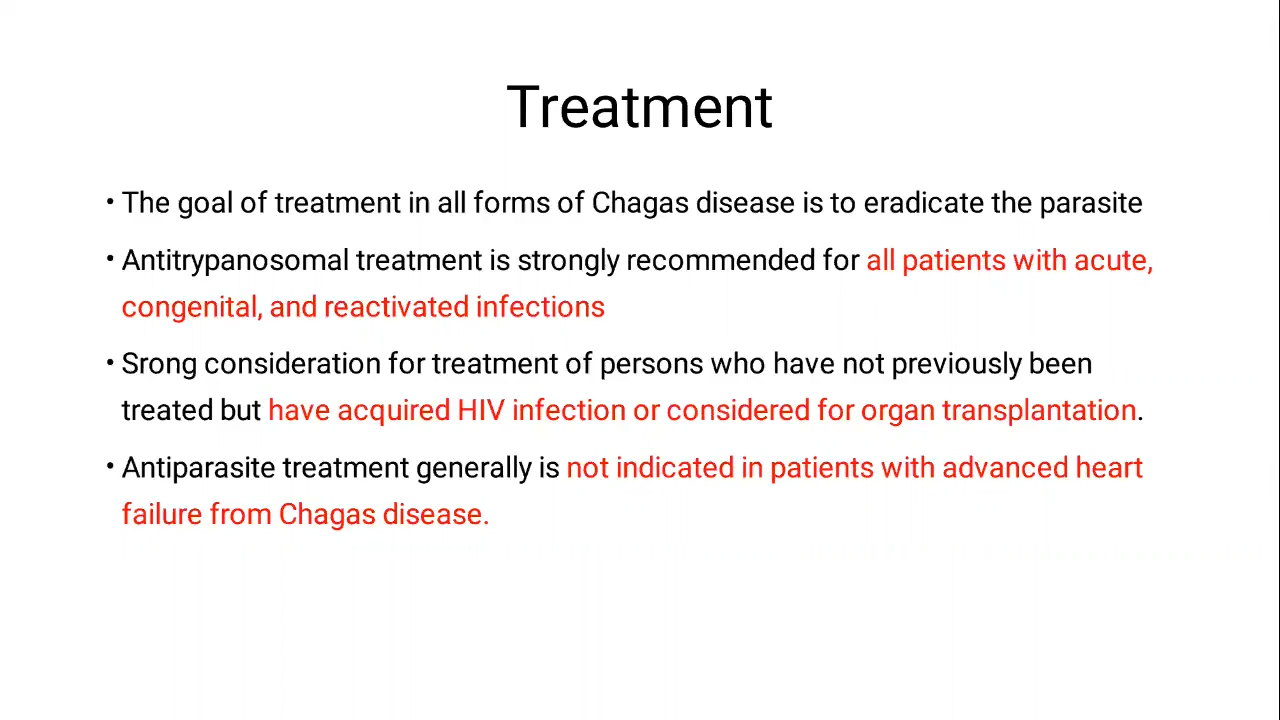 Treatment
• The goal of treatment in all forms of Chagas disease is to eradicate the parasite
• Antitrypanosomal treatment is strongly recommended for all patients with acute,
congenital, and reactivated infections
• Srong consideration for treatment of persons who have not previously been
treated but have acquired HIV infection or considered for organ transplantation.
• Antiparasite treatment generally is not indicated in patients with advanced heart
failure from Chagas disease.